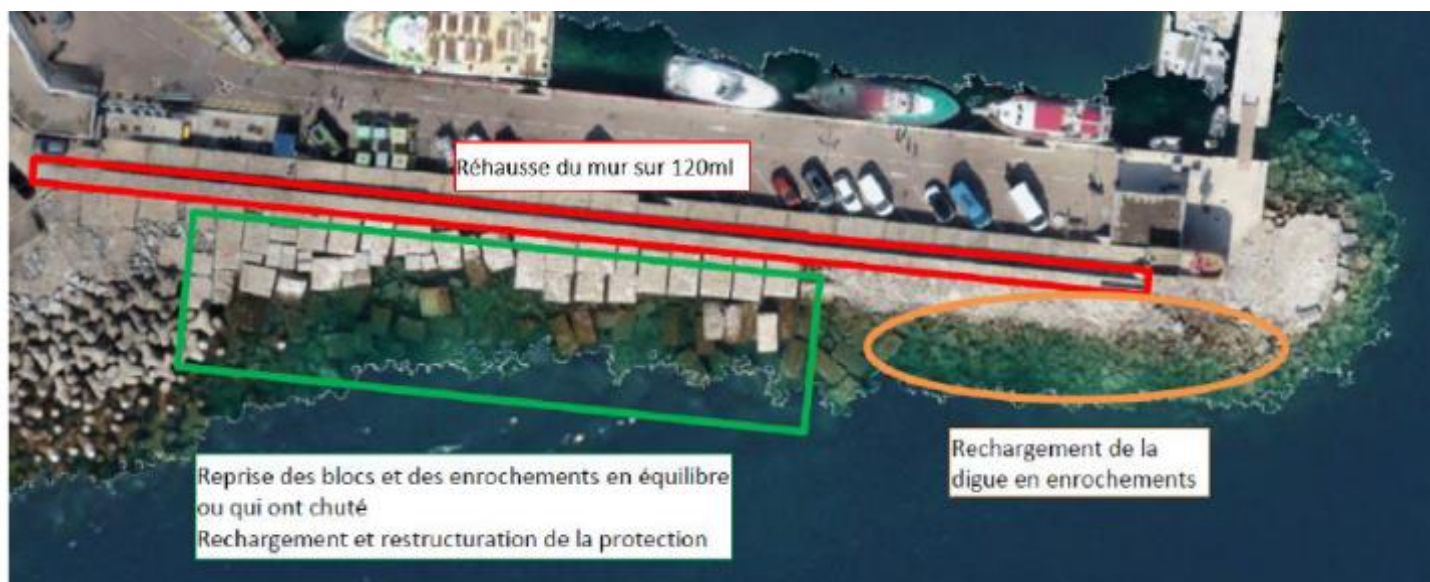 Réhausse du mur sur 120ml
Reprise des blocs et des enrochements en équilibre
ou qui ont chuté
Rechargement et restructuration de la protection
Rechargement de la
digue en enrochements